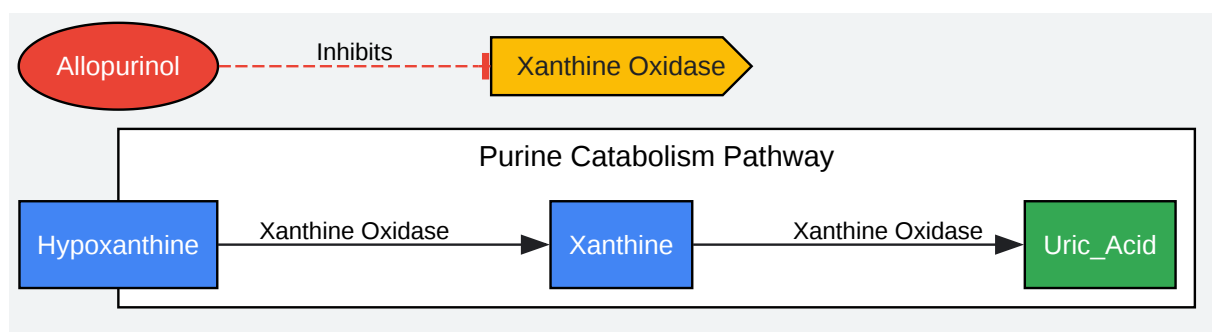 Allopurinol
Inhibits
Xanthine Oxidase
Purine Catabolism Pathway
Hypoxanthine
Xanthine Oxidase
Xanthine
Xanthine Oxidase
Uric_Acid